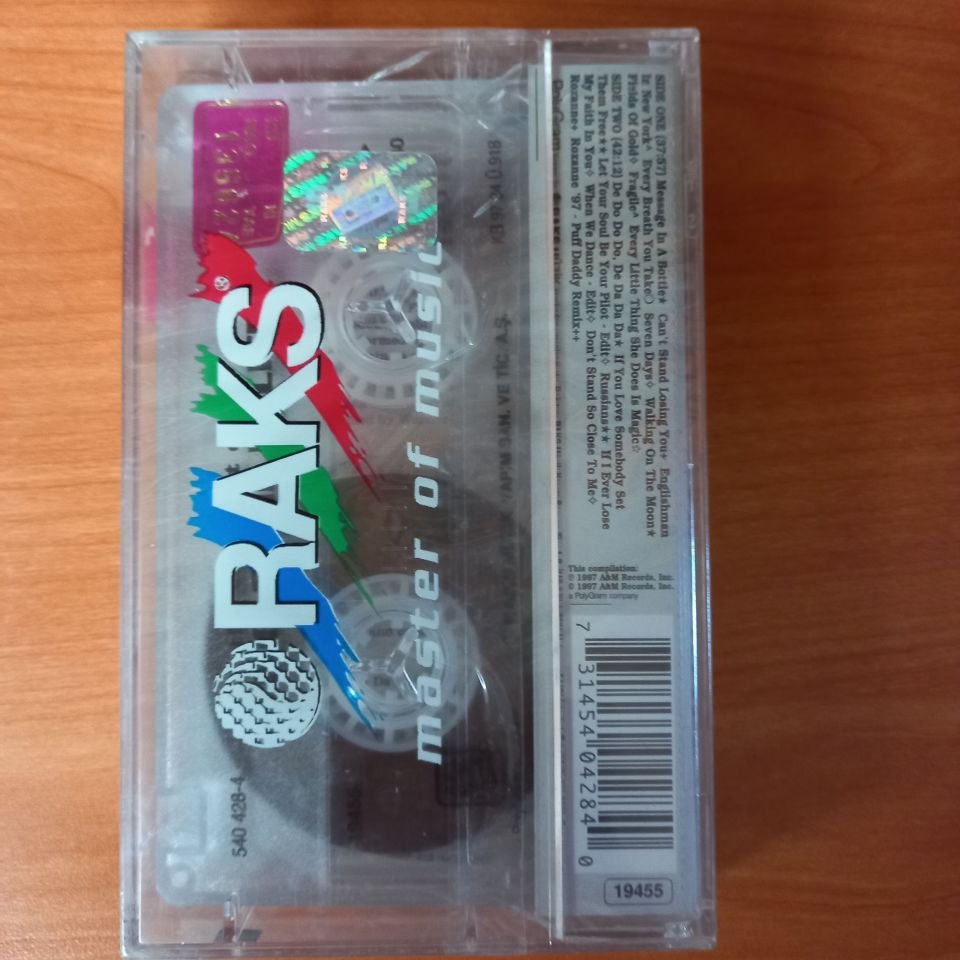 SIDE ONE (37:57) Message In A Bottle★ Can't Stand Losing You+ Englishman
In New York^ Every Breath You Take❍ Seven Days◇ Walking On The Moon★
Fields Of Gold◇ Fragile^ Every Little Thing She Does Is Magic☆
SIDE TWO (42:12) De Do Do Do, De Da Da Da★ If You Love Somebody Set
Them Free★★ Let Your Soul Be Your Pilot - Edit◇ Russians★★ If I Ever Lose
My Faith In You◇ When We Dance - Edit◇ Don't Stand So Close To Me◇
Roxanne+ Roxanne '97 - Puff Daddy Remix++
This compilation:
℗ 1997 A&M Records, Inc.
© 1997 A&M Records, Inc.
a PolyGram company
7 31454 04284 0
19455
PolyGram
RAKS
master of music
RAKS
540 428-4